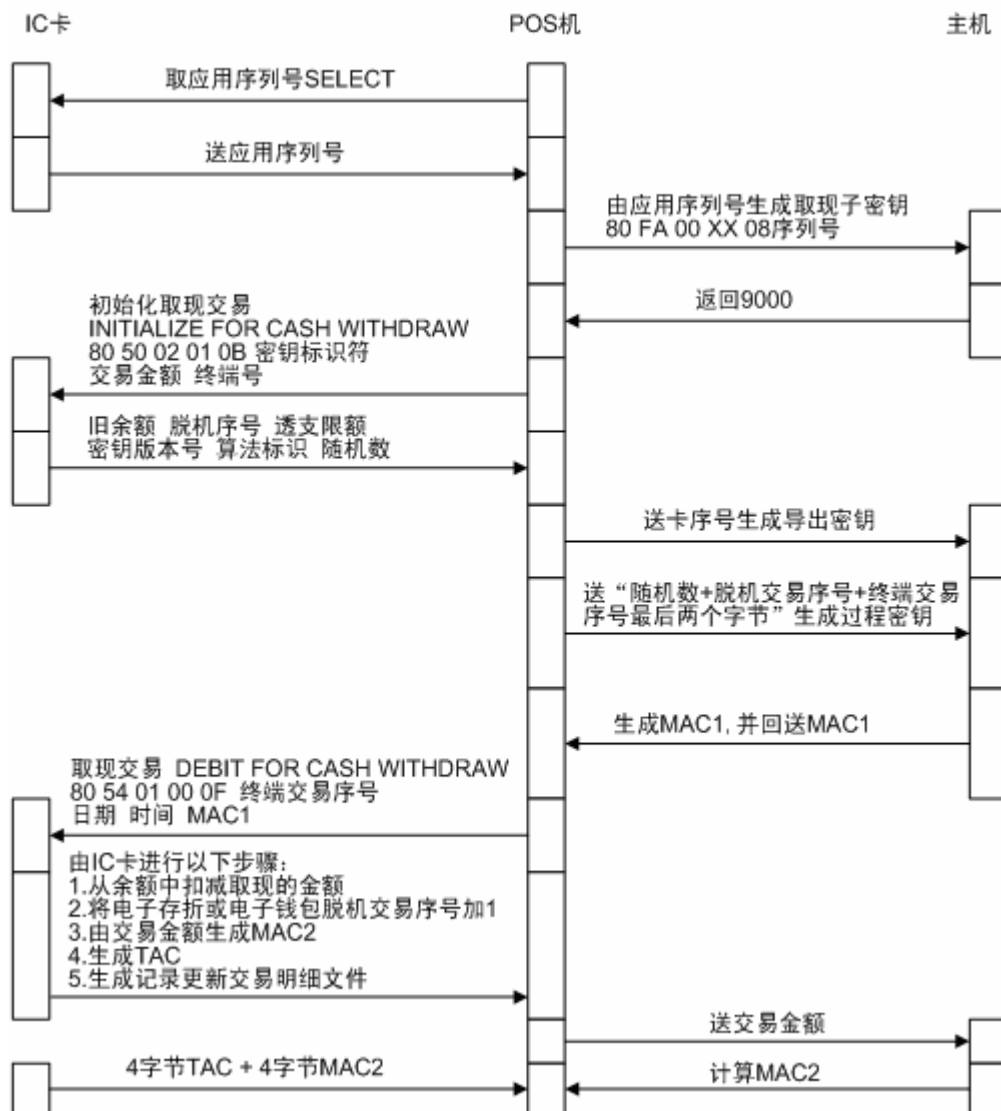 IC卡
POS机
主机
取应用序列号SELECT
送应用序列号
由应用序列号生成取现子密钥
80 FA 00 XX 08序列号
返回9000
初始化取现交易
INITIALIZE FOR CASH WITHDRAW
80 50 02 01 0B 密钥标识符
交易金额 终端号
旧余额 脱机序号 透支限额
密钥版本号 算法标识 随机数
送卡序号生成导出密钥
送“随机数+脱机交易序号+终端交易
序号最后两个字节”生成过程密钥
生成MAC1, 并回送MAC1
取现交易 DEBIT FOR CASH WITHDRAW
80 54 01 00 0F 终端交易序号
日期 时间 MAC1
由IC卡进行以下步骤：
1.从余额中扣减取现的金额
2.将电子存折或电子钱包脱机交易序号加1
3.由交易金额生成MAC2
4.生成TAC
5.生成记录更新交易明细文件
送交易金额
4字节TAC + 4字节MAC2
计算MAC2